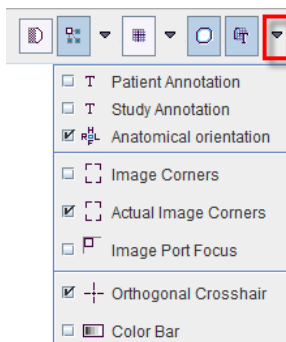 T Patient Annotation
T Study Annotation
R H L Anatomical orientation
Image Corners
Actual Image Corners
Image Port Focus
Orthogonal Crosshair
Color Bar